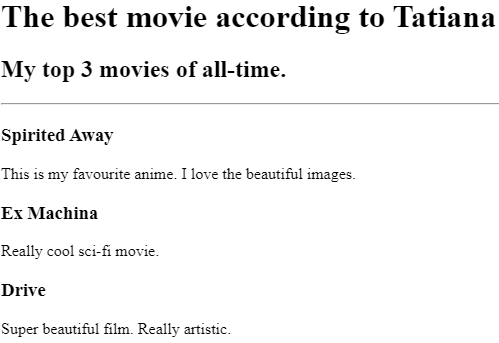 The best movie according to Tatiana
My top 3 movies of all-time.
Spirited Away
This is my favourite anime. I love the beautiful images.
Ex Machina
Really cool sci-fi movie.
Drive
Super beautiful film. Really artistic.